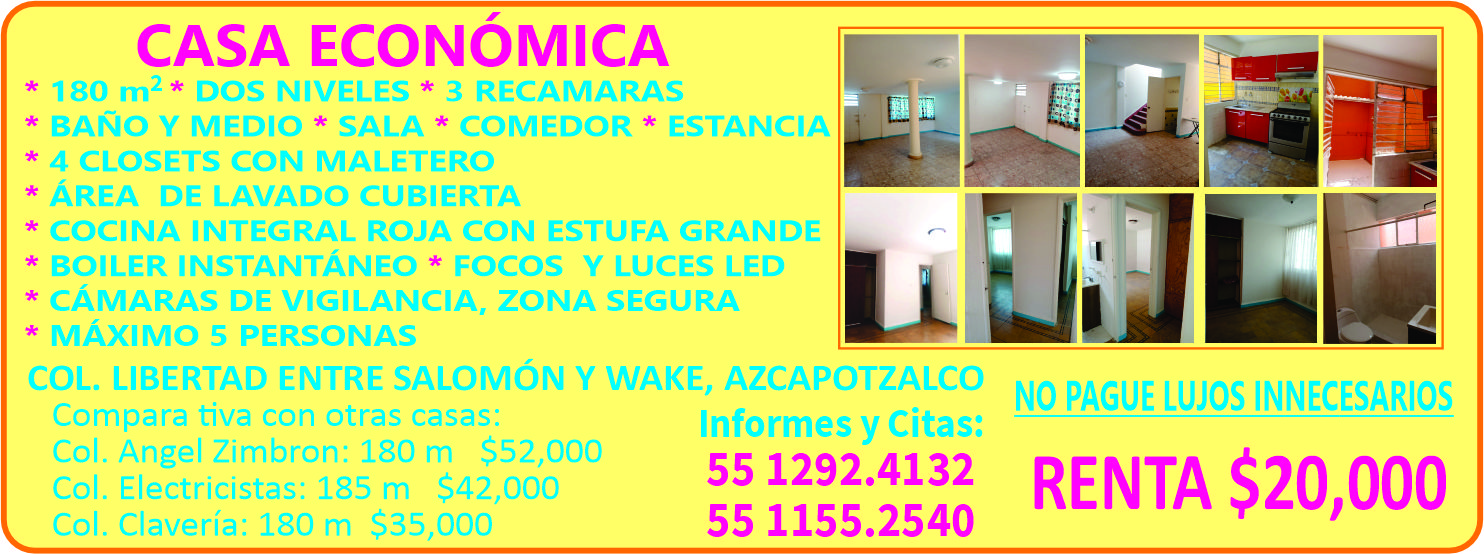 CASA ECONÓMICA
* 180 m² * DOS NIVELES * 3 RECAMARAS
* BAÑO Y MEDIO * SALA * COMEDOR * ESTANCIA
* 4 CLOSETS CON MALETERO
* ÁREA  DE LAVADO CUBIERTA
* COCINA INTEGRAL ROJA CON ESTUFA GRANDE
* BOILER INSTANTÁNEO * FOCOS  Y LUCES LED
* CÁMARAS DE VIGILANCIA, ZONA SEGURA
* MÁXIMO 5 PERSONAS
COL. LIBERTAD ENTRE SALOMÓN Y WAKE, AZCAPOTZALCO
Compara tiva con otras casas:
Col. Angel Zimbron: 180 m   $52,000
Col. Electricistas: 185 m   $42,000
Col. Clavería: 180 m  $35,000
Informes y Citas:
55 1292.4132
55 1155.2540
NO PAGUE LUJOS INNECESARIOS
RENTA $20,000